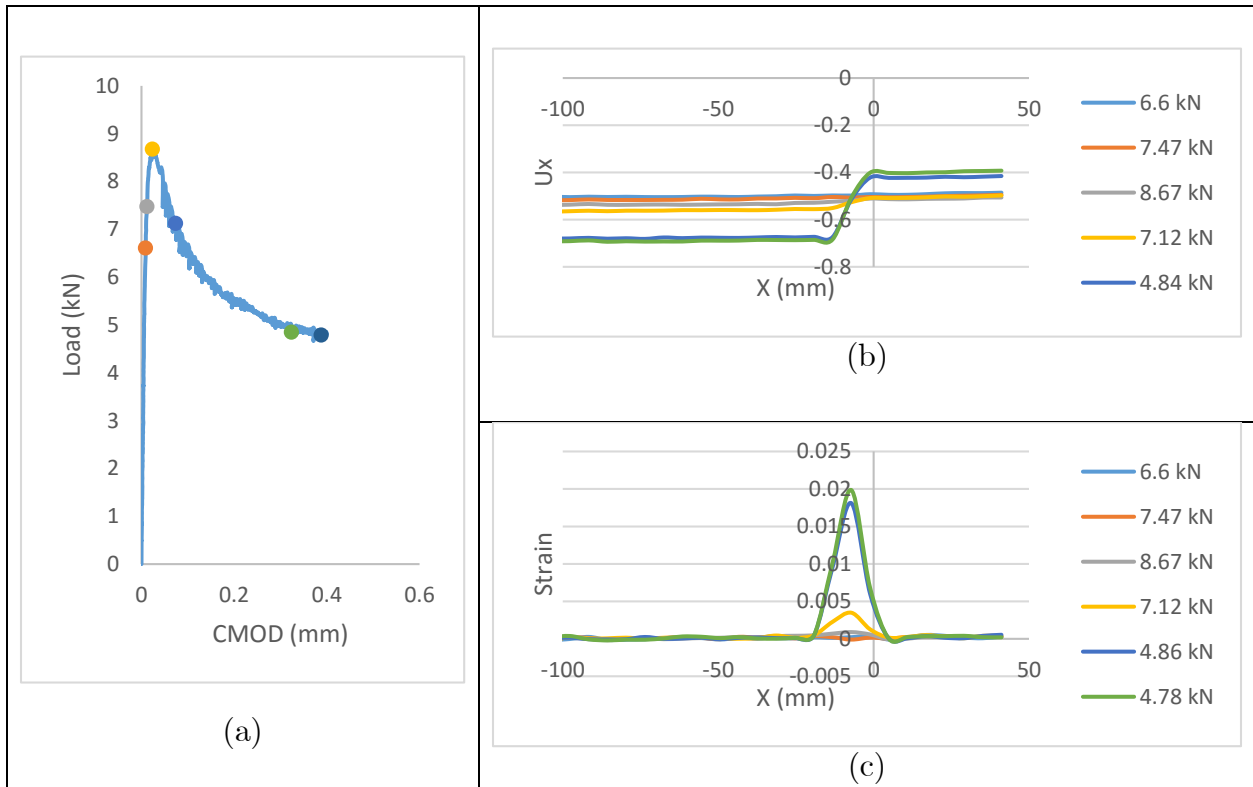 10
9
8
7
6
5
4
3
2
1
0
0 0.2 0.4 0.6
Load (kN)
CMOD (mm)
(a)
0
-100 -50 0 50
-0.2
-0.4
-0.6
-0.8
Ux
X (mm)
6.6 kN
7.47 kN
8.67 kN
7.12 kN
4.84 kN
(b)
0.025
0.02
0.015
0.01
0.005
0
-100 -50 0 50
-0.005
Strain
X (mm)
6.6 kN
7.47 kN
8.67 kN
7.12 kN
4.86 kN
4.78 kN
(c)